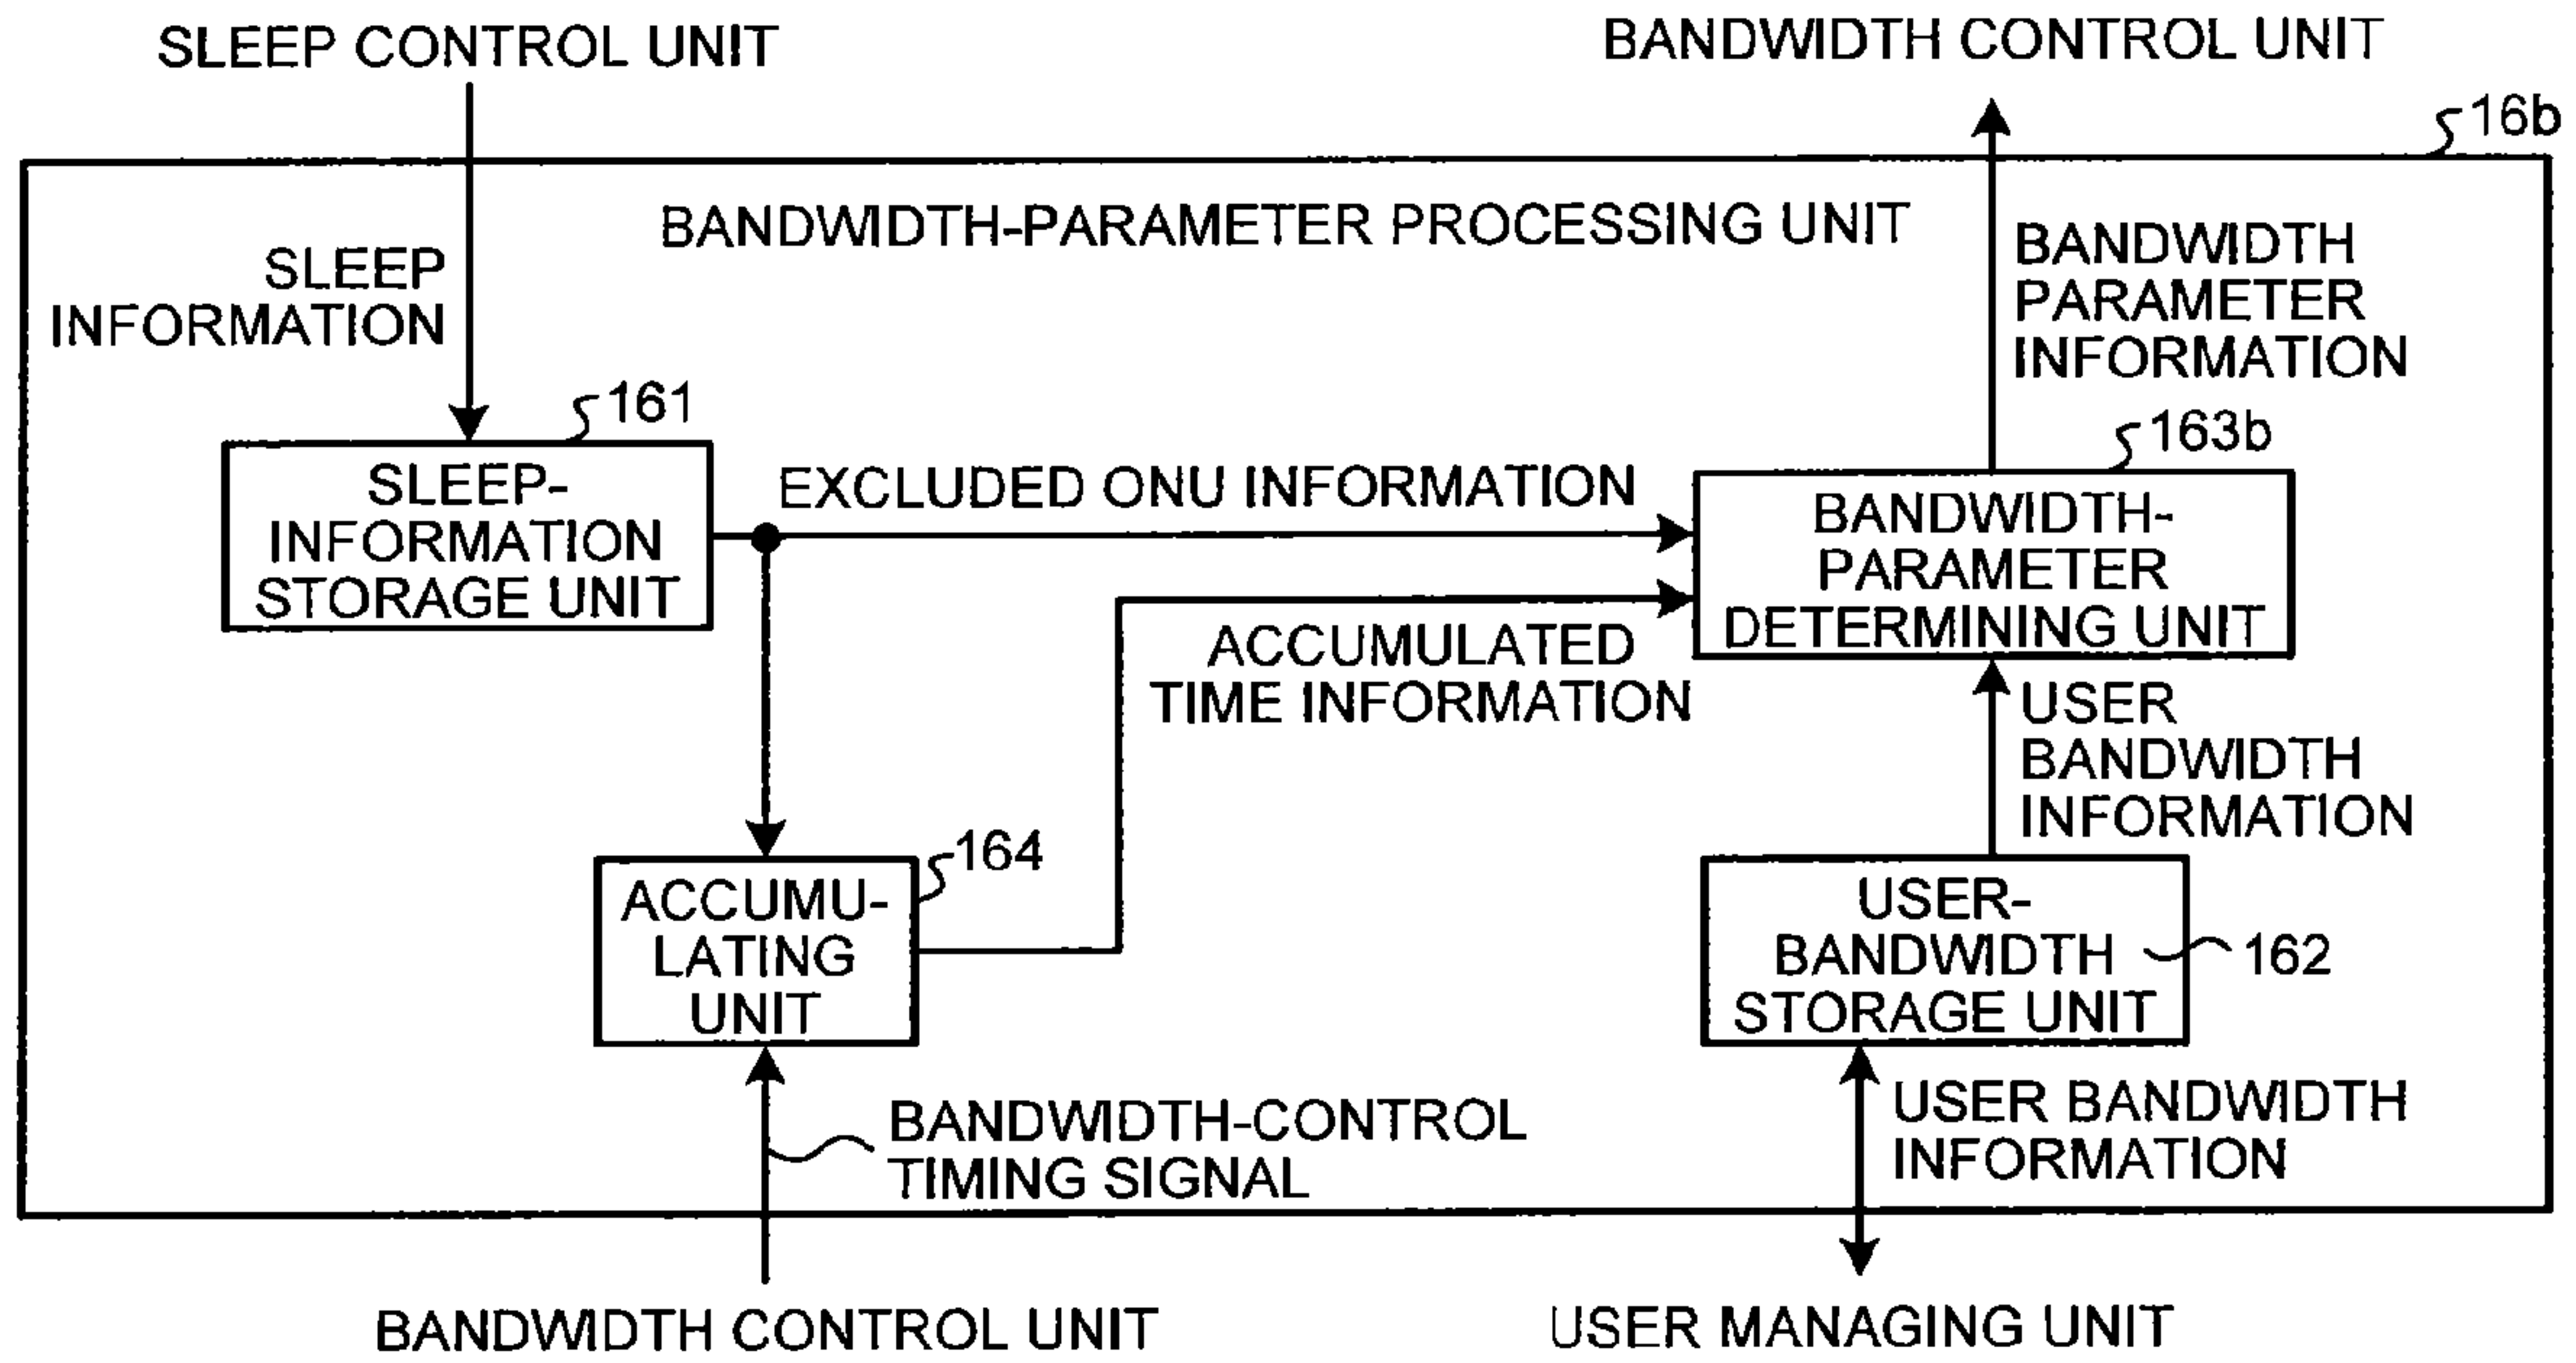 SLEEP CONTROL UNIT
BANDWIDTH CONTROL UNIT
16b
BANDWIDTH-PARAMETER PROCESSING UNIT
SLEEP
INFORMATION
BANDWIDTH
PARAMETER
INFORMATION
161
SLEEP-
INFORMATION
STORAGE UNIT
EXCLUDED ONU INFORMATION
163b
BANDWIDTH-
PARAMETER
DETERMINING UNIT
ACCUMULATED
TIME INFORMATION
USER
BANDWIDTH
INFORMATION
164
ACCUMU-
LATING
UNIT
USER-
BANDWIDTH
STORAGE UNIT
162
BANDWIDTH-CONTROL
TIMING SIGNAL
USER BANDWIDTH
INFORMATION
BANDWIDTH CONTROL UNIT
USER MANAGING UNIT